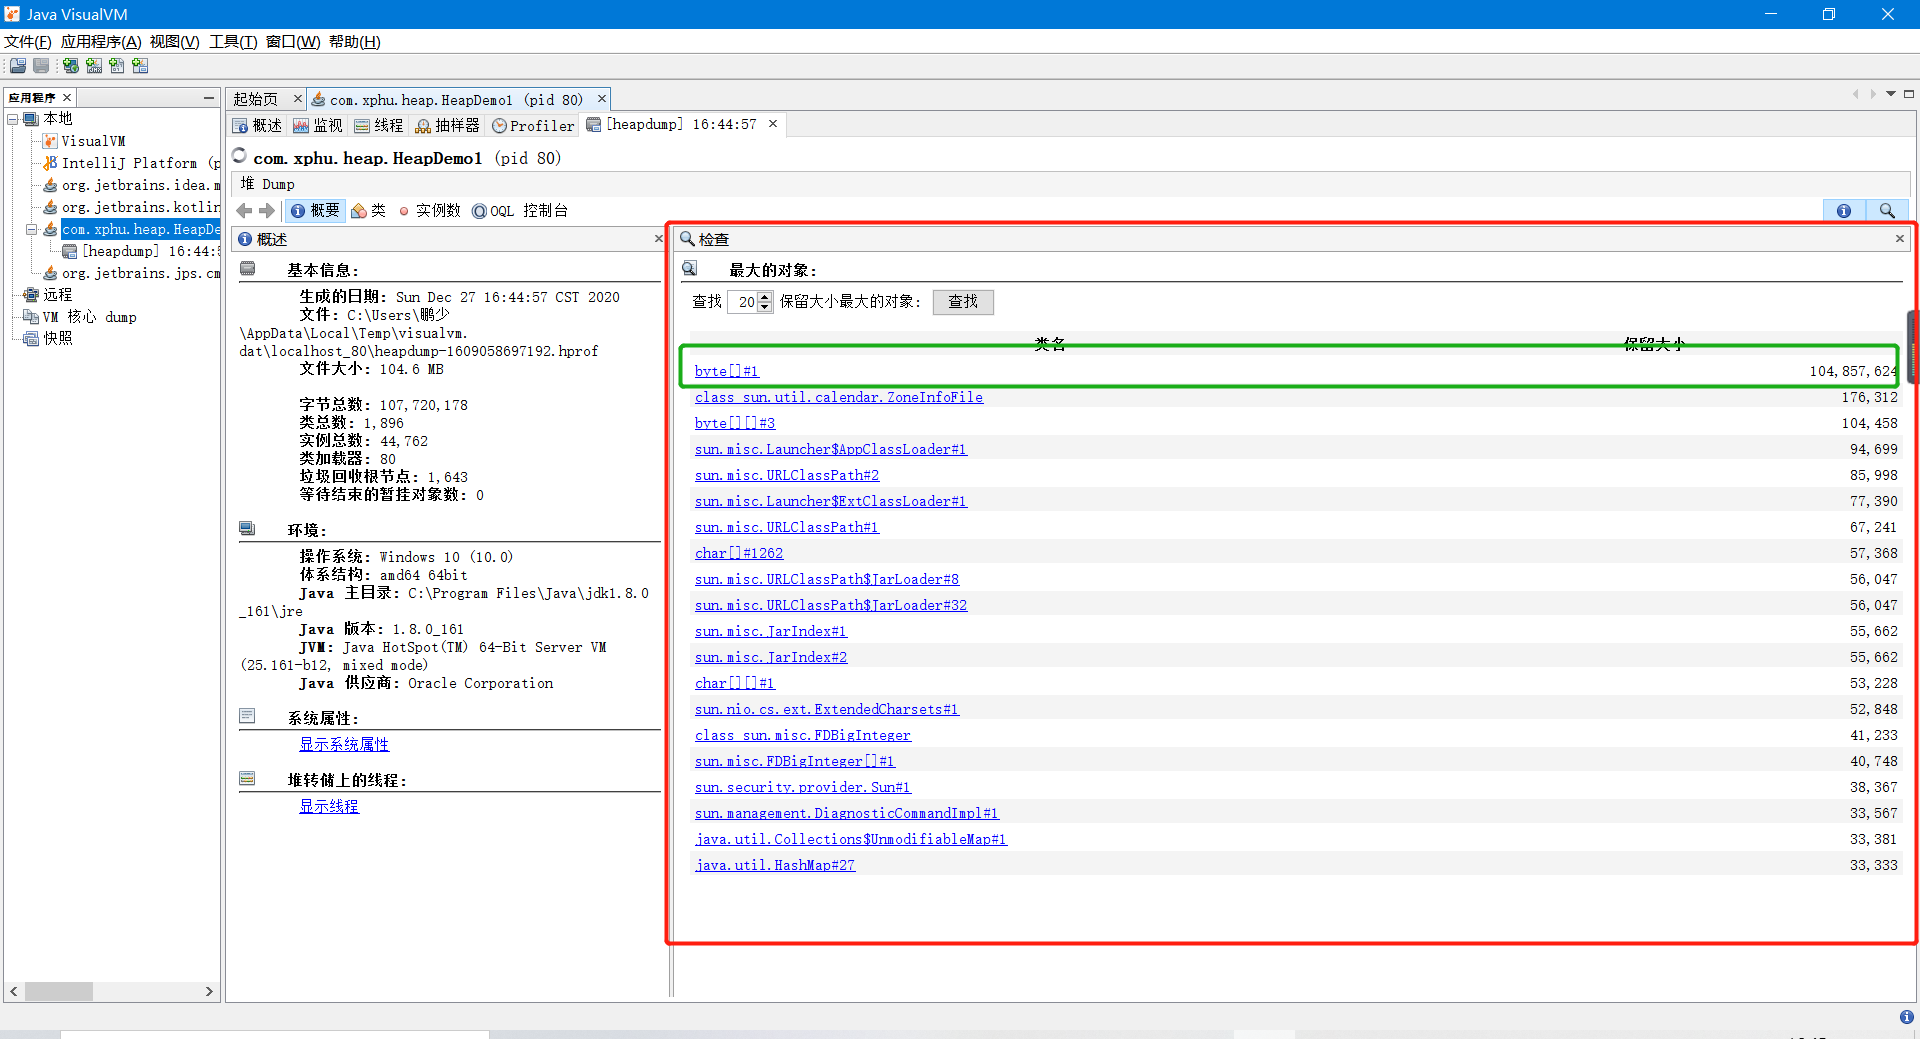 Java VisualVM
文件(F) 应用程序(A) 视图(V) 工具(T) 窗口(W) 帮助(H)
应用程序
本地
VisualVM
IntelliJ Platform (p
org.jetbrains.idea.m
org.jetbrains.kotlin
com.xphu.heap.HeapDe
[heapdump] 16:44:5
org.jetbrains.jps.cm
远程
VM 核心 dump
快照
起始页
com.xphu.heap.HeapDemo1 (pid 80)
概述 监视 线程 抽样器 Profiler [heapdump] 16:44:57
com.xphu.heap.HeapDemo1 (pid 80)
堆 Dump
概要 类 实例数 OQL 控制台
概述
基本信息:
生成的日期: Sun Dec 27 16:44:57 CST 2020
文件: C:\Users\鹏少
\AppData\Local\Temp\visualvm.
dat\localhost_80\heapdump-1609058697192.hprof
文件大小: 104.6 MB
字节总数: 107,720,178
类总数: 1,896
实例总数: 44,762
类加载器: 80
垃圾回收根节点: 1,643
等待结束的暂挂对象数: 0
环境:
操作系统: Windows 10 (10.0)
体系结构: amd64 64bit
Java 主目录: C:\Program Files\Java\jdk1.8.0
_161\jre
Java 版本: 1.8.0_161
JVM: Java HotSpot(TM) 64-Bit Server VM
(25.161-b12, mixed mode)
Java 供应商: Oracle Corporation
系统属性:
显示系统属性
堆转储上的线程:
显示线程
检查
最大的对象:
查找 20 保留大小最大的对象: 查找
类名 保留大小
byte[]#1 104,857,624
class sun.util.calendar.ZoneInfoFile 176,312
byte[][]#3 104,458
sun.misc.Launcher$AppClassLoader#1 94,699
sun.misc.URLClassPath#2 85,998
sun.misc.Launcher$ExtClassLoader#1 77,390
sun.misc.URLClassPath#1 67,241
char[]#1262 57,368
sun.misc.URLClassPath$JarLoader#8 56,047
sun.misc.URLClassPath$JarLoader#32 56,047
sun.misc.JarIndex#1 55,662
sun.misc.JarIndex#2 55,662
char[][]#1 53,228
sun.nio.cs.ext.ExtendedCharsets#1 52,848
class sun.misc.FDBigInteger 41,233
sun.misc.FDBigInteger[]#1 40,748
sun.security.provider.Sun#1 38,367
sun.management.DiagnosticCommandImpl#1 33,567
java.util.Collections$UnmodifiableMap#1 33,381
java.util.HashMap#27 33,333